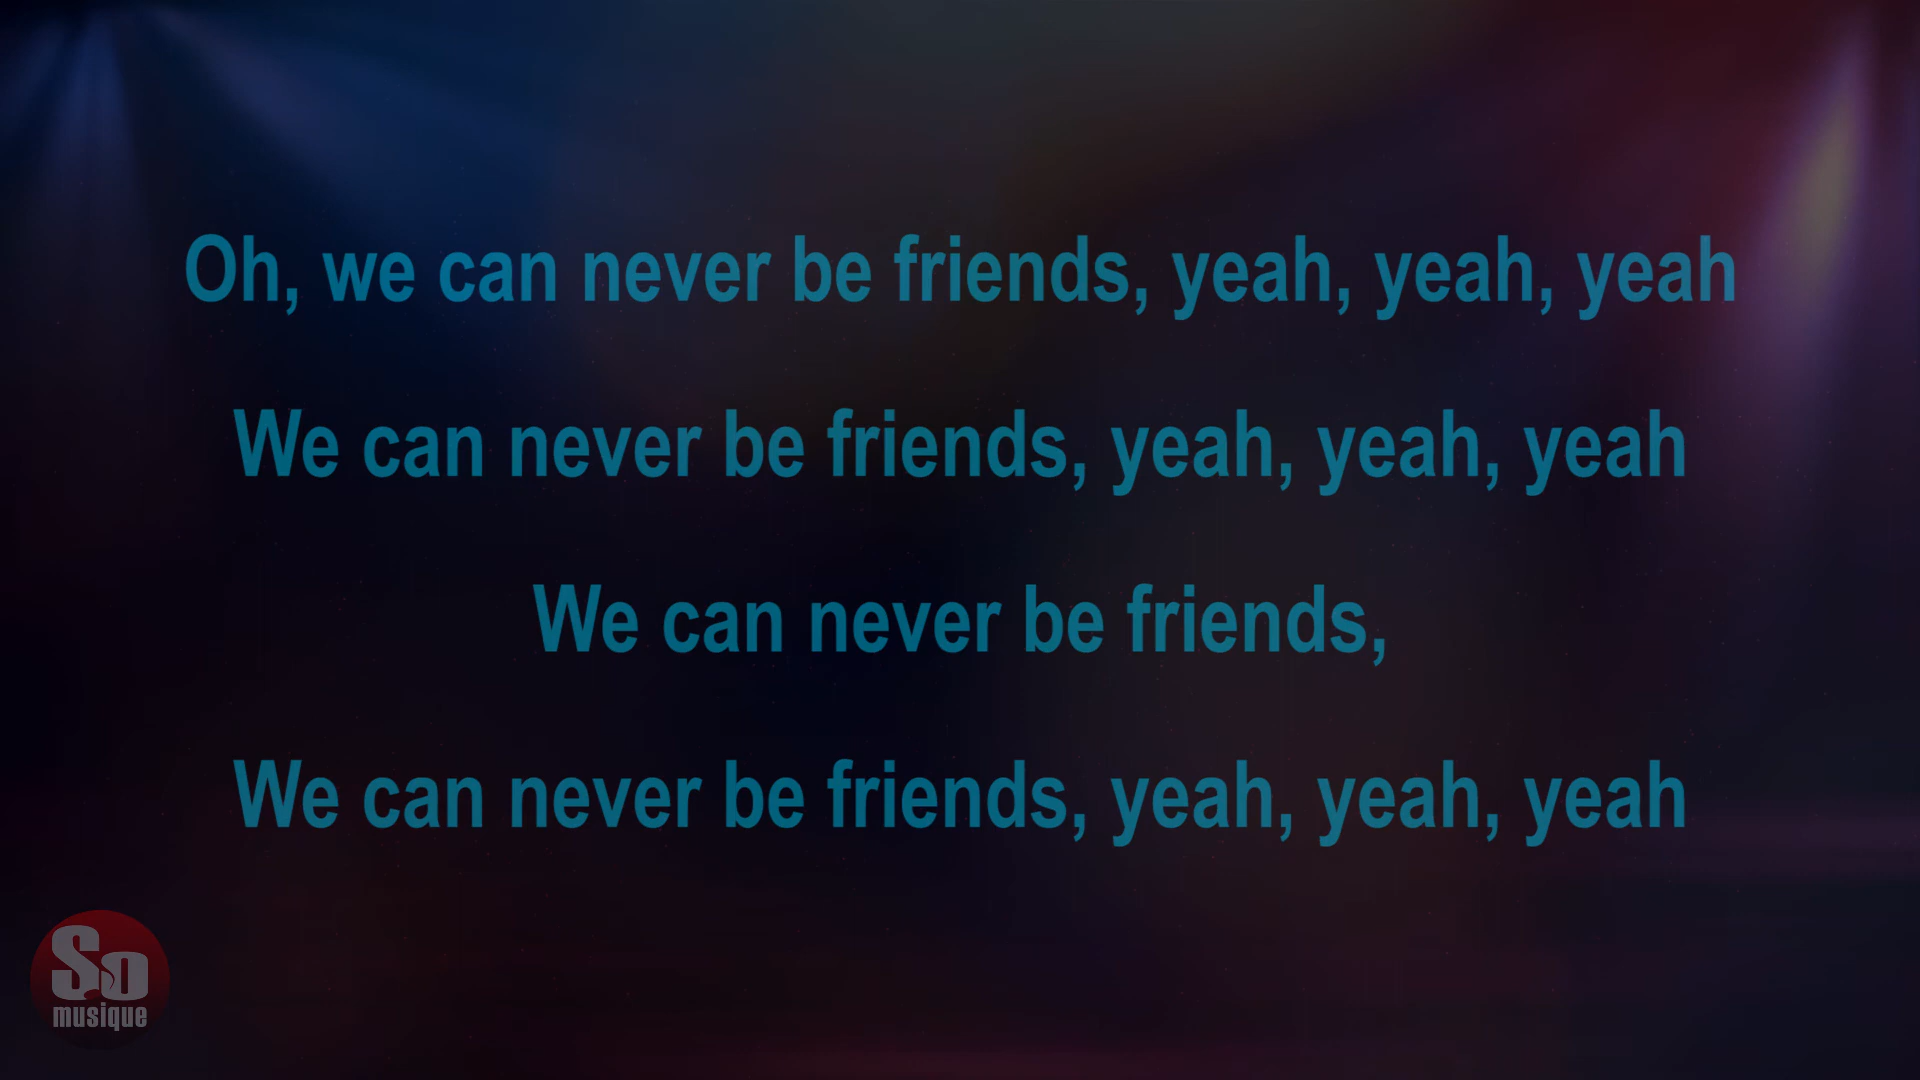 Oh, we can never be friends, yeah, yeah, yeah
We can never be friends, yeah, yeah, yeah
We can never be friends,
We can never be friends, yeah, yeah, yeah
So
musique